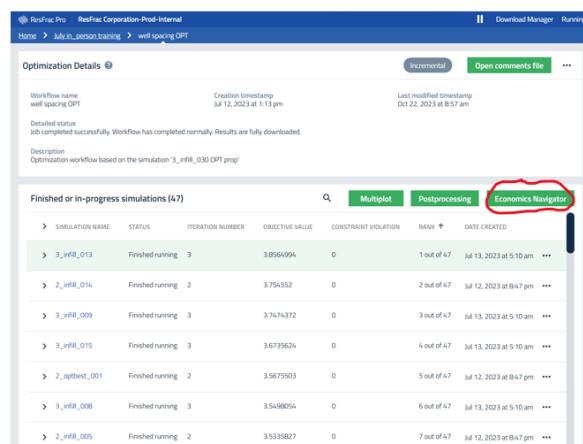 ResFrac Pro ResFrac Corporation-Prod-Internal Download Manager Runnin
Home > July in_person training > well spacing OPT
Optimization Details Incremental Open comments file
Workflow name Creation timestamp Last modified timestamp
well spacing OPT Jul 12, 2023 at 1:13 pm Oct 22, 2023 at 8:57 am
Detailed status
Job completed successfully. Workflow has completed normally. Results are fully downloaded.
Description
Optimization workflow based on the simulation '3_infill_030 OPT prop'
Finished or in-progress simulations (47) Multiplot Postprocessing Economics Navigator
SIMULATION NAME STATUS ITERATION NUMBER OBJECTIVE VALUE CONSTRAINT VIOLATION RANK DATE CREATED
3_infill_013 Finished running 3 3.8564994 0 1 out of 47 Jul 13, 2023 at 5:10 am
2_infill_014 Finished running 2 3.754552 0 2 out of 47 Jul 12, 2023 at 8:47 pm
3_infill_009 Finished running 3 3.7474372 0 3 out of 47 Jul 13, 2023 at 5:10 am
3_infill_015 Finished running 3 3.6735624 0 4 out of 47 Jul 13, 2023 at 5:10 am
2_optbest_001 Finished running 2 3.5675503 0 5 out of 47 Jul 12, 2023 at 8:47 pm
3_infill_008 Finished running 3 3.5498054 0 6 out of 47 Jul 13, 2023 at 5:10 am
2_infill_005 Finished running 2 3.5335827 0 7 out of 47 Jul 12, 2023 at 8:47 pm